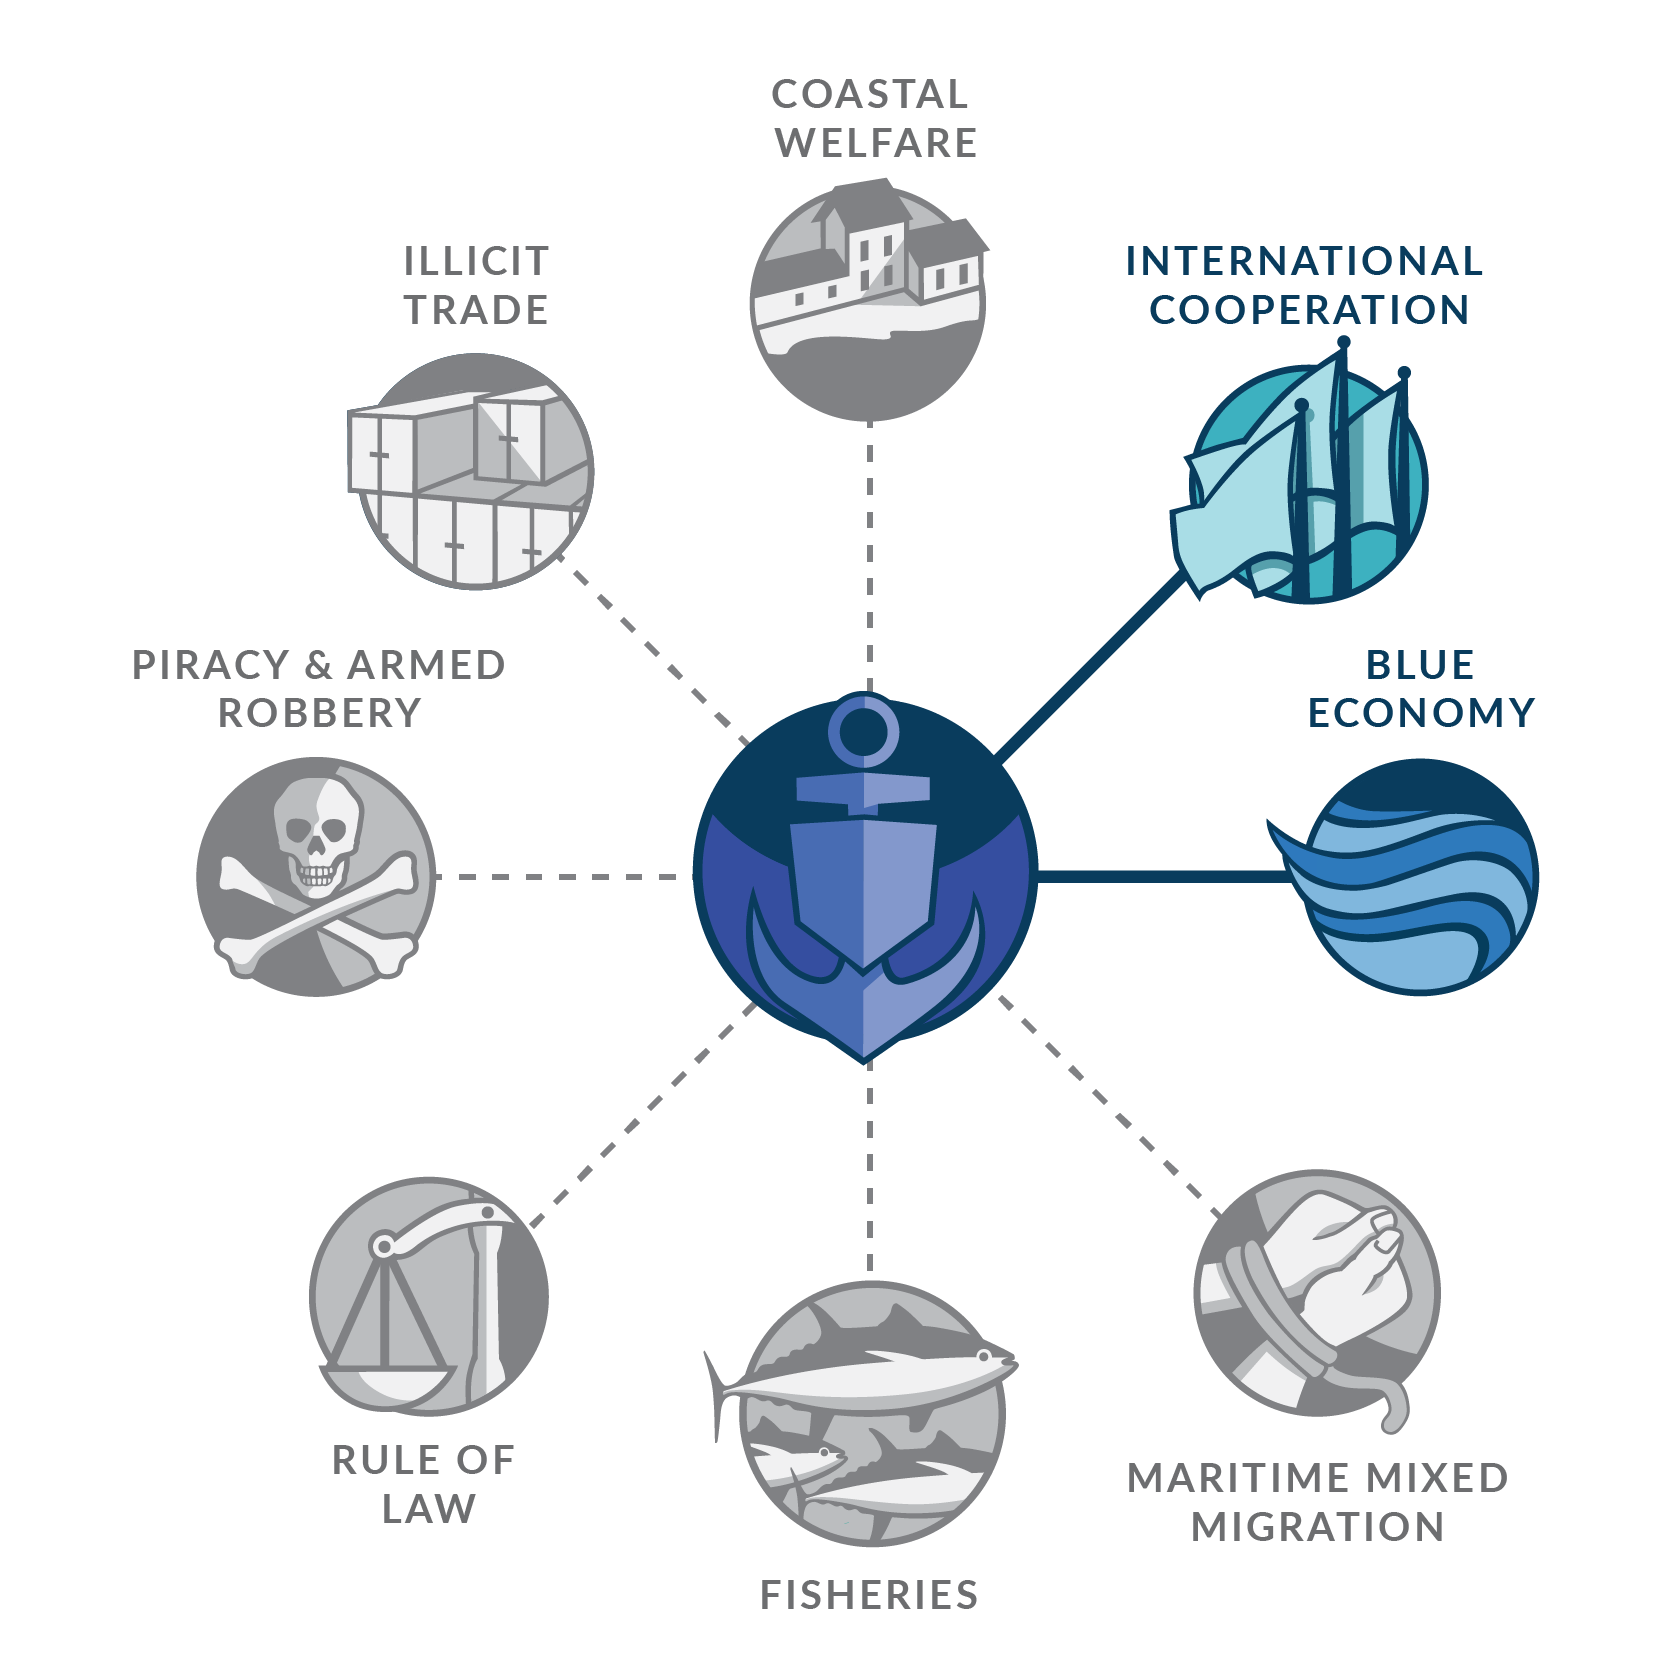 COASTAL
WELFARE
ILLICIT
TRADE
INTERNATIONAL
COOPERATION
PIRACY & ARMED
ROBBERY
BLUE
ECONOMY
RULE OF
LAW
MARITIME MIXED
MIGRATION
FISHERIES